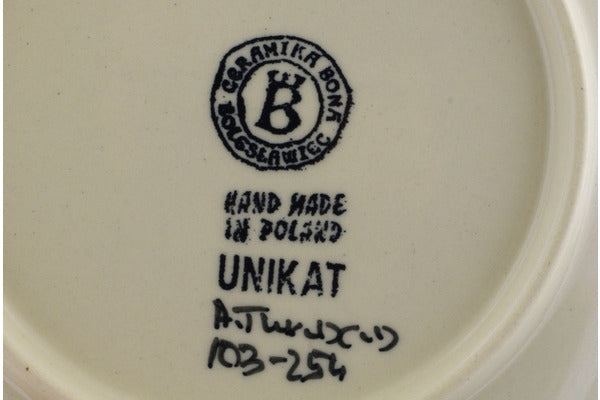 CERAMIKA BONA
B
BOLESŁAWIEC
HAND MADE
IN POLAND
UNIKAT
103-254